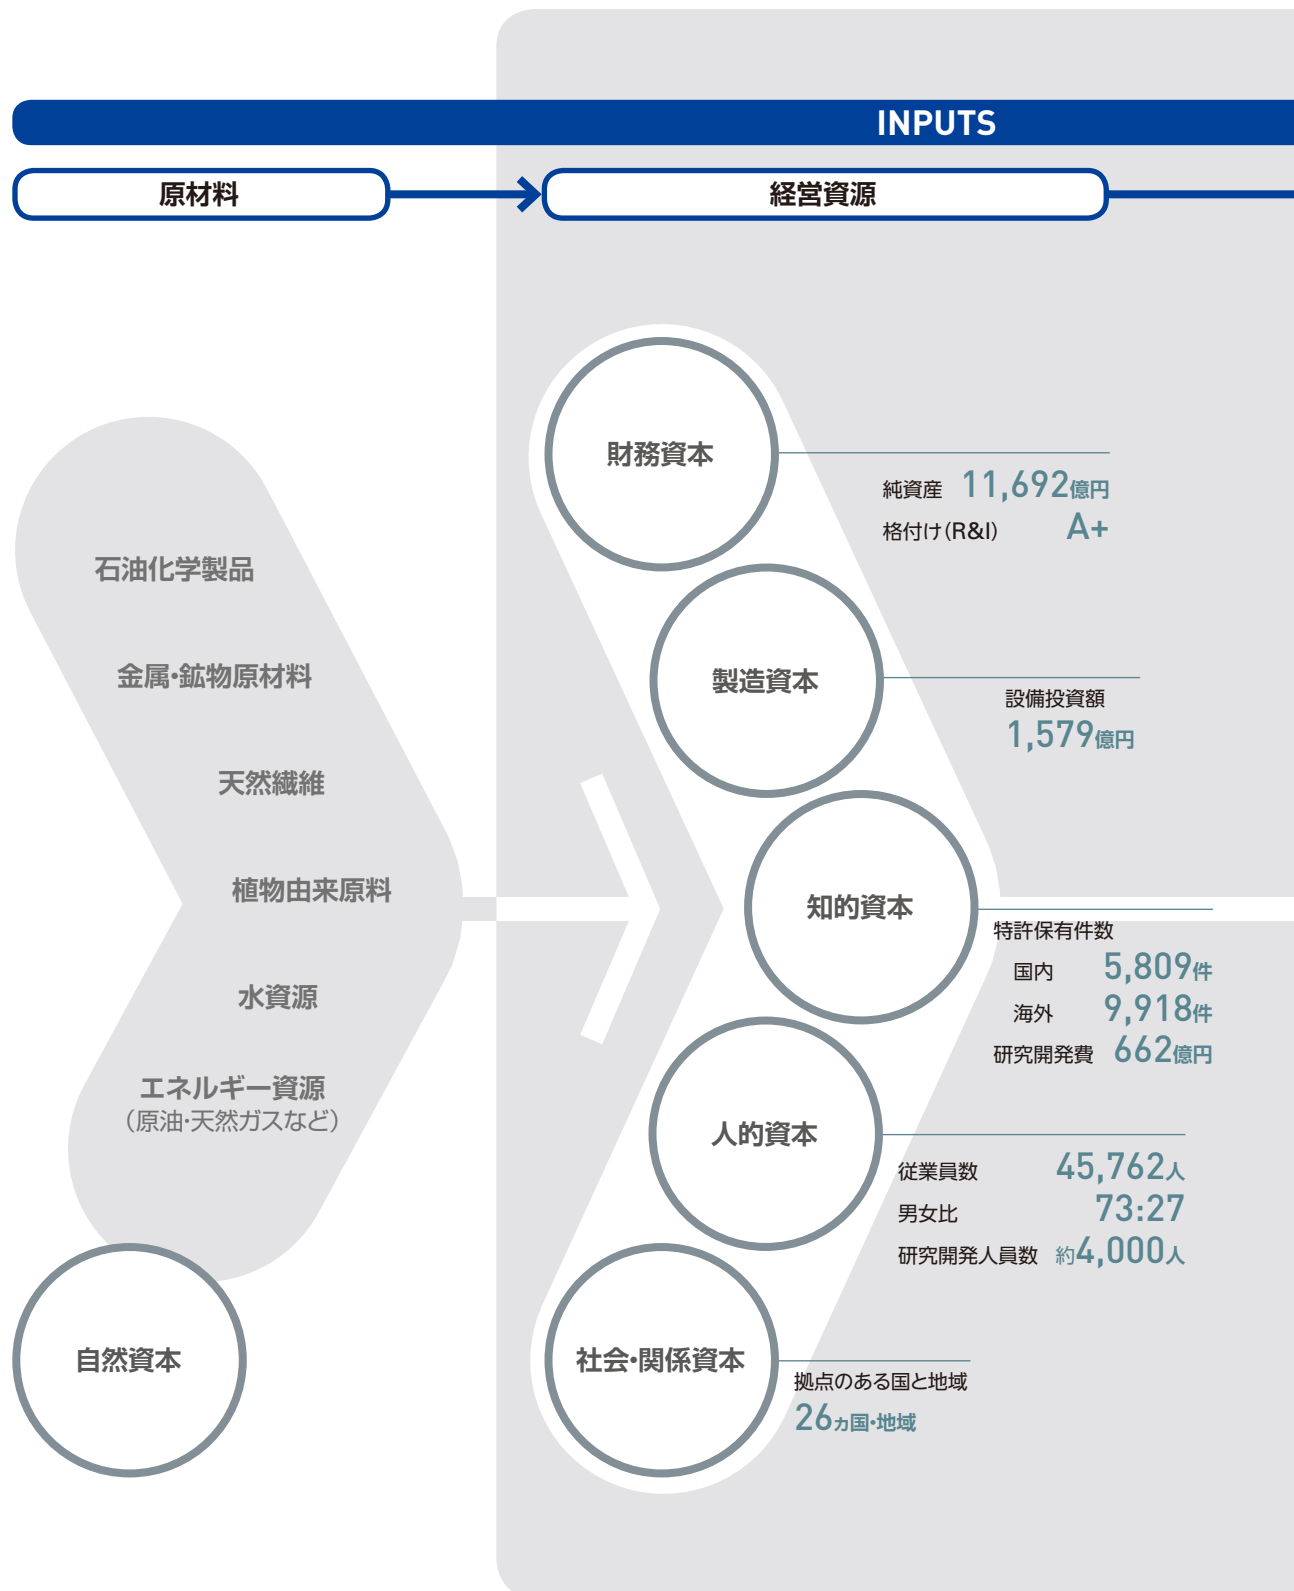 INPUTS
原材料
経営資源
石油化学製品
金属・鉱物原材料
天然繊維
植物由来原料
水資源
エネルギー資源
(原油・天然ガスなど)
自然資本
財務資本
純資産 11,692億円
格付け(R&I) A+
製造資本
設備投資額
1,579億円
知的資本
特許保有件数
国内 5,809件
海外 9,918件
研究開発費 662億円
人的資本
従業員数 45,762人
男女比 73:27
研究開発人員数 約4,000人
社会・関係資本
拠点のある国と地域
26ヵ国・地域